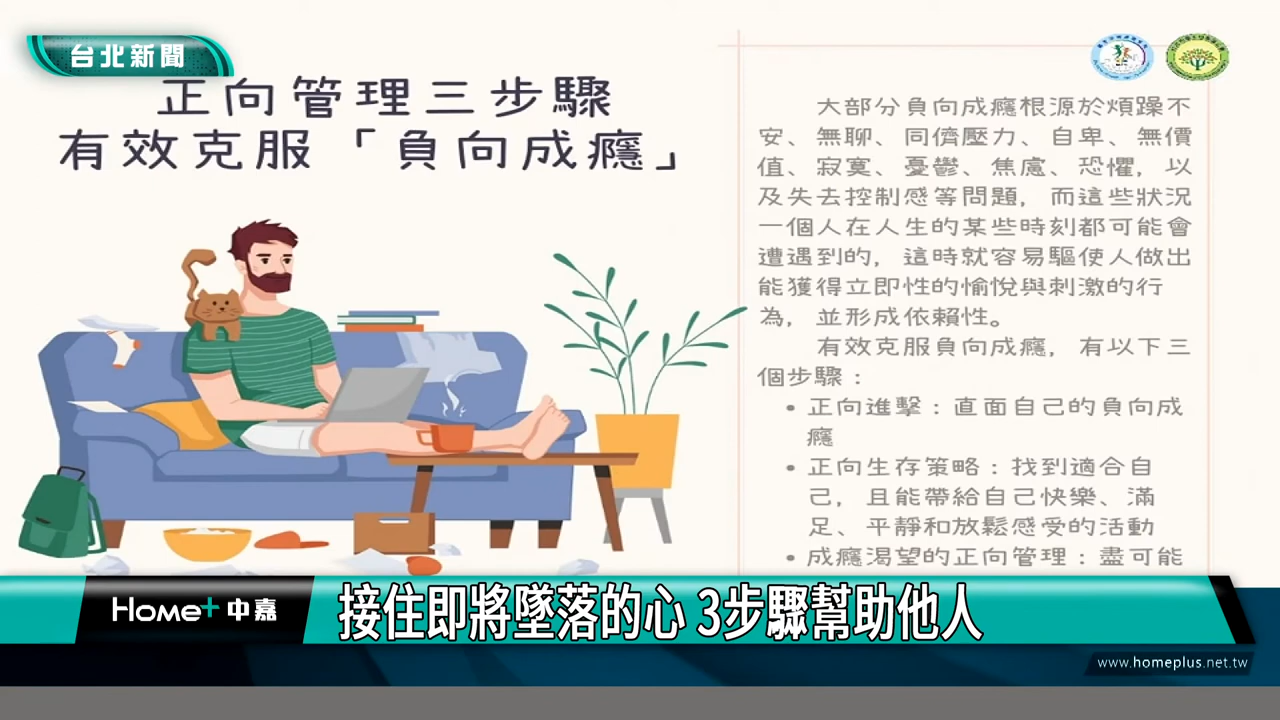 台北新聞
正向管理三步驟
有效克服「負向成癮」
大部分負向成癮根源於煩躁不
安、無聊、同儕壓力、自卑、無價
值、寂寞、憂鬱、焦慮、恐懼，以
及失去控制感等問題，而這些狀況
一個人在人生的某些時刻都可能會
遭遇到的，這時就容易驅使人做出
能獲得立即性的愉悅與刺激的行
為，並形成依賴性。
有效克服負向成癮，有以下三
個步驟：
• 正向進擊：直面自己的負向成
癮
• 正向生存策略：找到適合自
己，且能帶給自己快樂、滿
足、平靜和放鬆感受的活動
• 成癮渴望的正向管理：盡可能
Home+中嘉
接住即將墜落的心 3步驟幫助他人
www.homeplus.net.tw